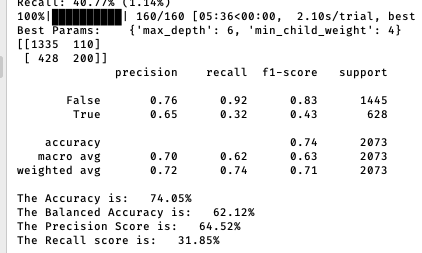 Recall: 40.77% (1.14%)
100%|██████████| 160/160 [05:36<00:00,  2.10s/trial, best
Best Params:    {'max_depth': 6, 'min_child_weight': 4}
[[1335  110]
 [ 428  200]]
              precision    recall  f1-score   support

       False       0.76      0.92      0.83      1445
        True       0.65      0.32      0.43       628

    accuracy                           0.74      2073
   macro avg       0.70      0.62      0.63      2073
weighted avg       0.72      0.74      0.71      2073

The Accuracy is:   74.05%
The Balanced Accuracy is:   62.12%
The Precision Score is:   64.52%
The Recall score is:   31.85%